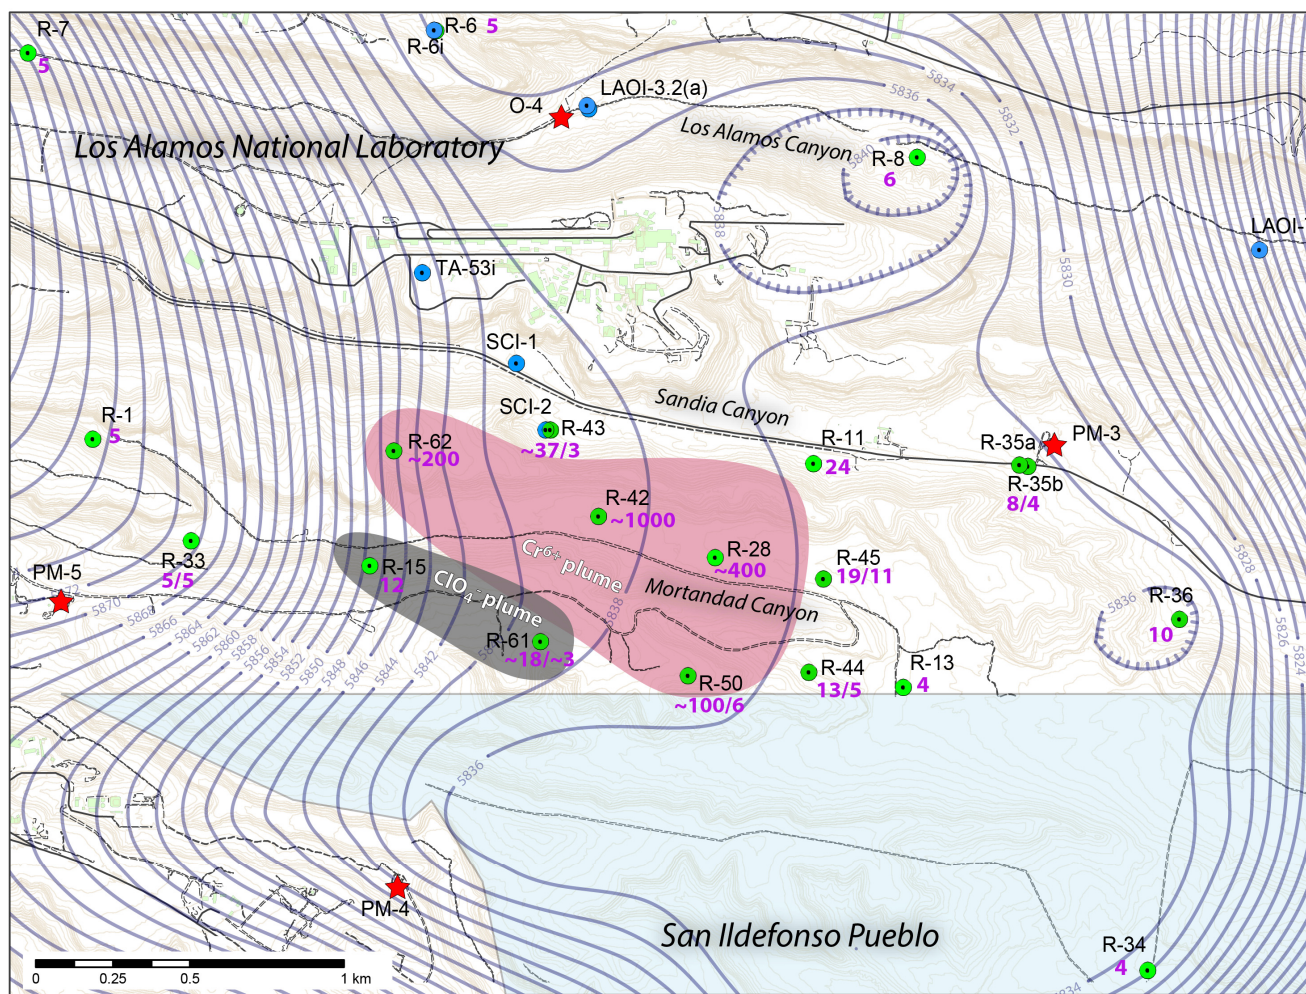 R-7
5
R-6
5
R-6i
LAOI-3.2(a)
O-4
5834
5836
5832
Los Alamos National Laboratory
Los Alamos Canyon
5840
R-8
6
5838
LAOI-
5830
TA-53i
SCI-1
Sandia Canyon
R-1
5
R-62
~200
SCI-2
R-43
~37/3
R-11
24
PM-3
R-35a
R-35b
8/4
R-42
~1000
R-33
5/5
R-15
12
Cr6+ plume
R-28
~400
R-45
19/11
5828
PM-5
ClO4- plume
Mortandad Canyon
5838
5836
R-36
10
5826
5824
5870
5868
5866
5864
5862
5860
5858
5856
5854
5852
5850
5848
5846
5844
5842
R-61
~18/~3
R-50
~100/6
R-44
13/5
R-13
4
5836
PM-4
San Ildefonso Pueblo
R-34
4
5834
0
0.25
0.5
1 km